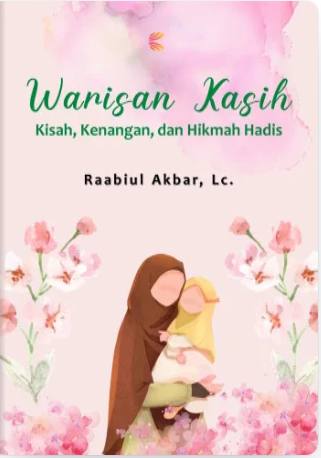 Warisan Kasih
Kisah, Kenangan, dan Hikmah Hadis
Raabiul Akbar, Lc.